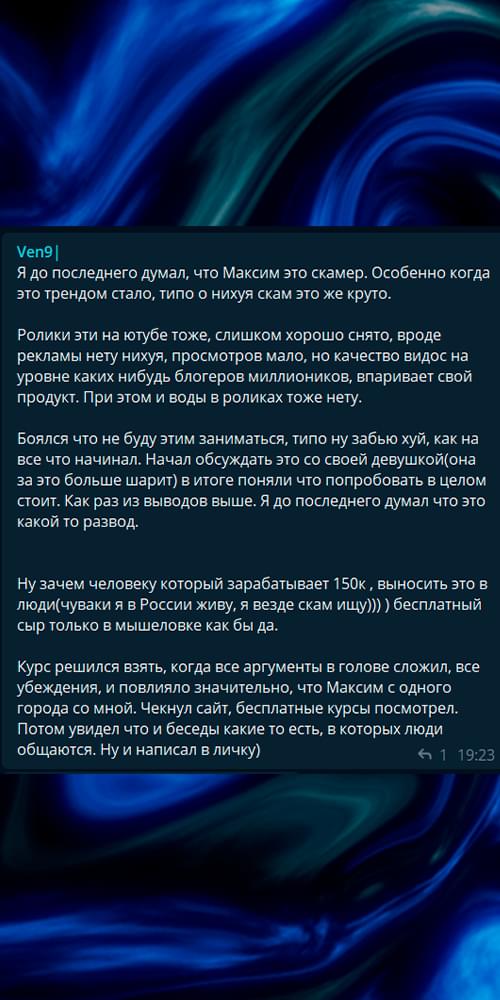 Ven9|
Я до последнего думал, что Максим это скамер. Особенно когда
это трендом стало, типо о нихуя скам это же круто.
Ролики эти на ютубе тоже, слишком хорошо снято, вроде
рекламы нету нихуя, просмотров мало, но качество видос на
уровне каких нибудь блогеров миллиоников, впаривает свой
продукт. При этом и воды в роликах тоже нету.
Боялся что не буду этим заниматься, типо ну забью хуй, как на
все что начинал. Начал обсуждать это со своей девушкой(она
за это больше шарит) в итоге поняли что попробовать в целом
стоит. Как раз из выводов выше. Я до последнего думал что это
какой то развод.
Ну зачем человеку который зарабатывает 150к , выносить это в
люди(чуваки я в России живу, я везде скам ищу))) ) бесплатный
сыр только в мышеловке как бы да.
Курс решился взять, когда все аргументы в голове сложил, все
убеждения, и повлияло значительно, что Максим с одного
города со мной. Чекнул сайт, бесплатные курсы посмотрел.
Потом увидел что и беседы какие то есть, в которых люди
общаются. Ну и написал в личку)
1 19:23